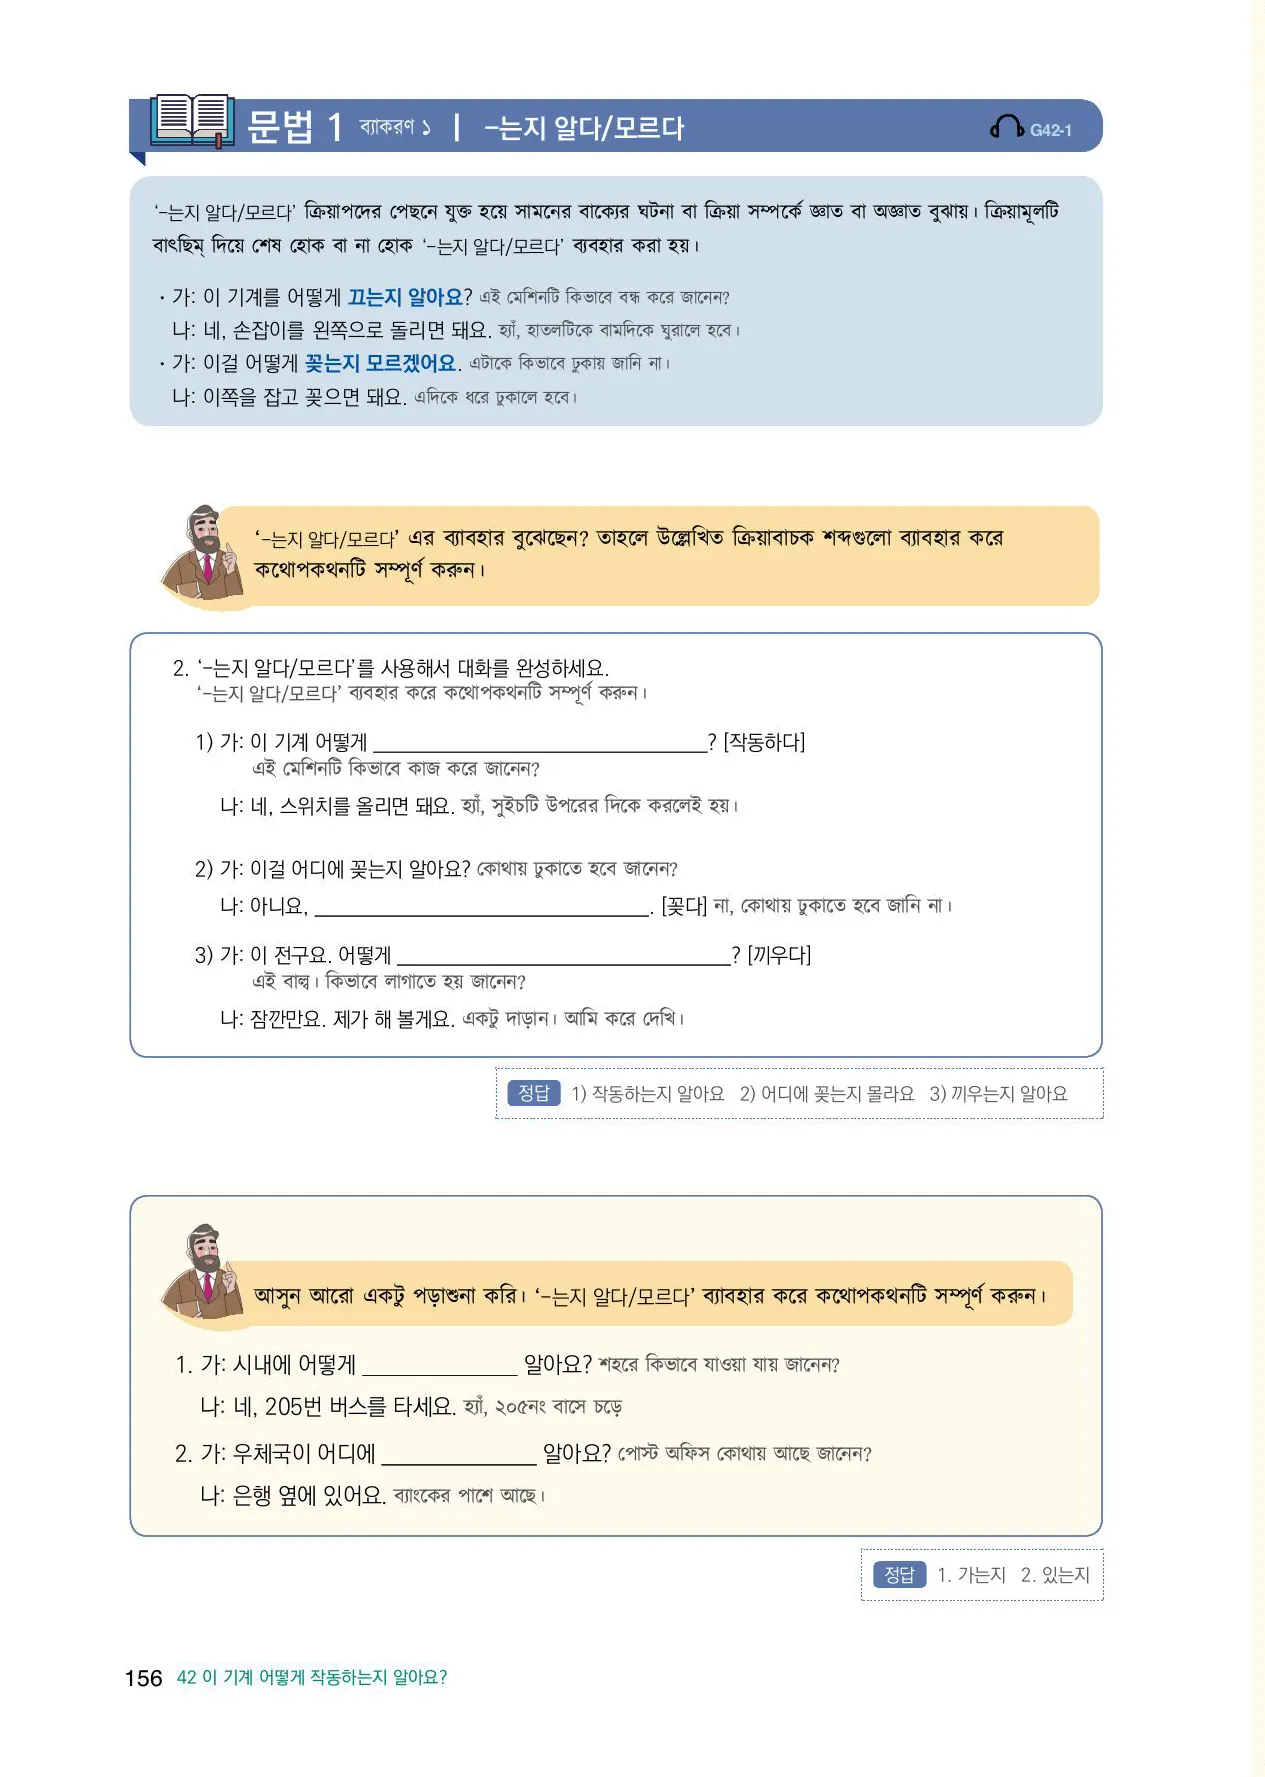 문법 1 ব্যাকরণ ১ | -는지 알다/모르다 G42-1
‘-는지 알다/모르다’ ক্রিয়াপদের পেছনে যুক্ত হয়ে সামনের বাক্যের ঘটনা বা ক্রিয়া সম্পর্কে জ্ঞাত বা অজ্ঞাত বুঝায়। ক্রিয়ামূলটি
বাৎছিম্ দিয়ে শেষ হোক বা না হোক ‘-는지 알다/모르다’ ব্যবহার করা হয়।
· 가: 이 기계를 어떻게 끄는지 알아요? এই মেশিনটি কিভাবে বন্ধ করে জানেন?
나: 네, 손잡이를 왼쪽으로 돌리면 돼요. হ্যাঁ, হাতলটিকে বামদিকে ঘুরালে হবে।
· 가: 이걸 어떻게 꽂는지 모르겠어요. এটাকে কিভাবে ঢুকায় জানি না।
나: 이쪽을 잡고 꽂으면 돼요. এদিকে ধরে ঢুকালে হবে।
‘-는지 알다/모르다’ এর ব্যাবহার বুঝেছেন? তাহলে উল্লেখিত ক্রিয়াবাচক শব্দগুলো ব্যাবহার করে
কথোপকথনটি সম্পূর্ণ করুন।
2. ‘-는지 알다/모르다’를 사용해서 대화를 완성하세요.
‘-는지 알다/모르다’ ব্যবহার করে কথোপকথনটি সম্পূর্ণ করুন।
1) 가: 이 기계 어떻게 ______________________________? [작동하다]
এই মেশিনটি কিভাবে কাজ করে জানেন?
나: 네, 스위치를 올리면 돼요. হ্যাঁ, সুইচটি উপরের দিকে করলেই হয়।
2) 가: 이걸 어디에 꽂는지 알아요? কোথায় ঢুকাতে হবে জানেন?
나: 아니요, ______________________________. [꽂다] না, কোথায় ঢুকাতে হবে জানি না।
3) 가: 이 전구요. 어떻게 ______________________________? [끼우다]
এই বাল্ব। কিভাবে লাগাতে হয় জানেন?
나: 잠깐만요. 제가 해 볼게요. একটু দাড়ান। আমি করে দেখি।
정답 1) 작동하는지 알아요 2) 어디에 꽂는지 몰라요 3) 끼우는지 알아요
আসুন আরো একটু পড়াশুনা করি। ‘-는지 알다/모르다’ ব্যাবহার করে কথোপকথনটি সম্পূর্ণ করুন।
1. 가: 시내에 어떻게 ______________ 알아요? শহরে কিভাবে যাওয়া যায় জানেন?
나: 네, 205번 버스를 타세요. হ্যাঁ, ২০৫নং বাসে চড়ে
2. 가: 우체국이 어디에 ______________ 알아요? পোস্ট অফিস কোথায় আছে জানেন?
나: 은행 옆에 있어요. ব্যাংকের পাশে আছে।
정답 1. 가는지 2. 있는지
156 42 이 기계 어떻게 작동하는지 알아요?